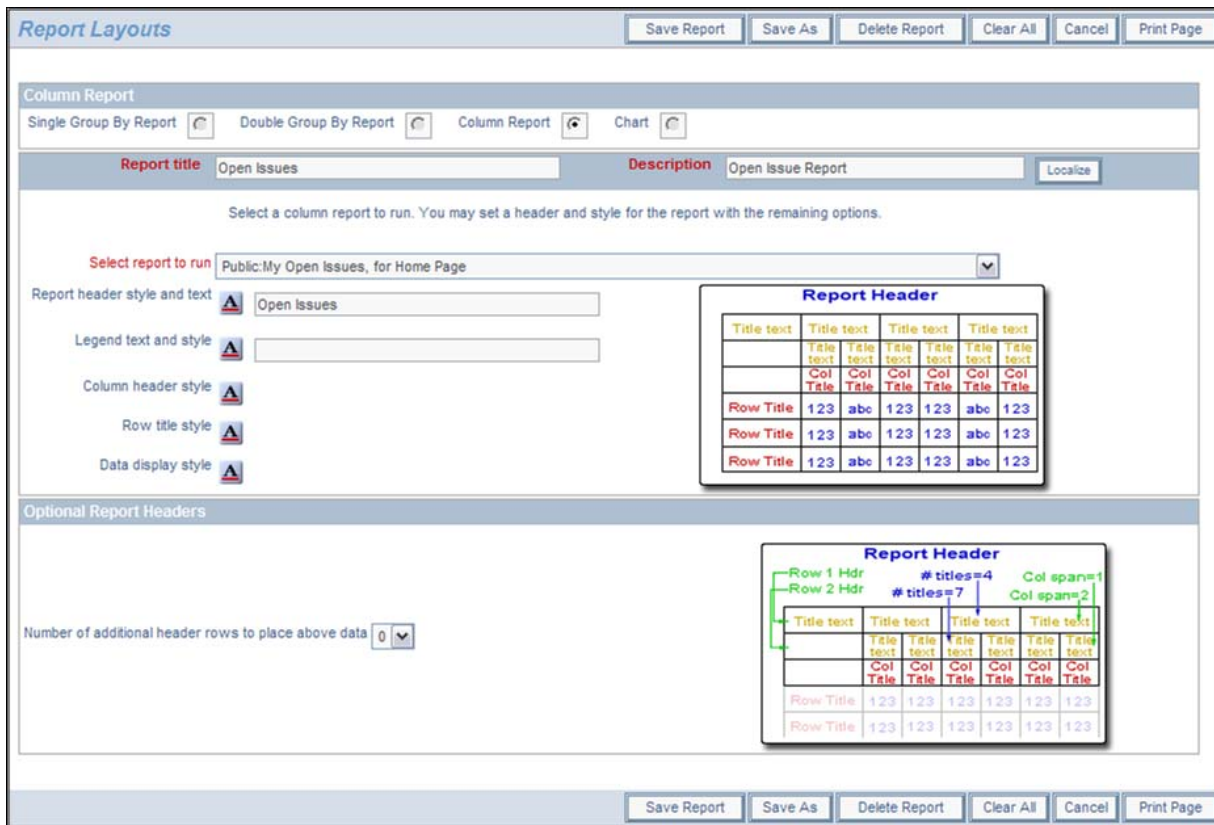 Report Layouts
Save Report Save As Delete Report Clear All Cancel Print Page
Column Report
Single Group By Report Double Group By Report Column Report Chart
Report title Open Issues Description Open Issue Report Localize
Select a column report to run. You may set a header and style for the report with the remaining options.
Select report to run Public:My Open Issues, for Home Page
Report header style and text A Open Issues
Legend text and style A
Column header style A
Row title style A
Data display style A
Report Header
Title text Title text Title text Title text
Title text Title text Title text Title text Title text Title text
Col Title Col Title Col Title Col Title Col Title Col Title
Row Title 123 abc 123 123 abc 123
Row Title 123 abc 123 123 abc 123
Row Title 123 abc 123 123 abc 123
Optional Report Headers
Number of additional header rows to place above data 0
Report Header
Row 1 Hdr # titles=4 Col span=1
Row 2 Hdr # titles=7 Col span=2
Title text Title text Title text Title text
Title text Title text Title text Title text Title text Title text
Col Title Col Title Col Title Col Title Col Title Col Title
Row Title 123 123 123 123 123 123
Row Title 123 123 123 123 123 123
Save Report Save As Delete Report Clear All Cancel Print Page